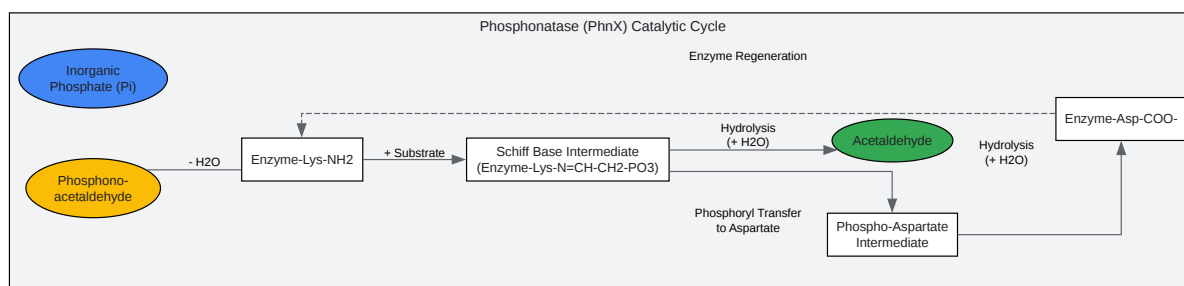 Phosphonatase (PhnX) Catalytic Cycle
Enzyme Regeneration
Inorganic
Phosphate (Pi)
Phosphono-
acetaldehyde
- H2O
Enzyme-Lys-NH2
+ Substrate
Schiff Base Intermediate
(Enzyme-Lys-N=CH-CH2-PO3)
Hydrolysis
(+ H2O)
Acetaldehyde
Phosphoryl Transfer
to Aspartate
Phospho-Aspartate
Intermediate
Hydrolysis
(+ H2O)
Enzyme-Asp-COO-